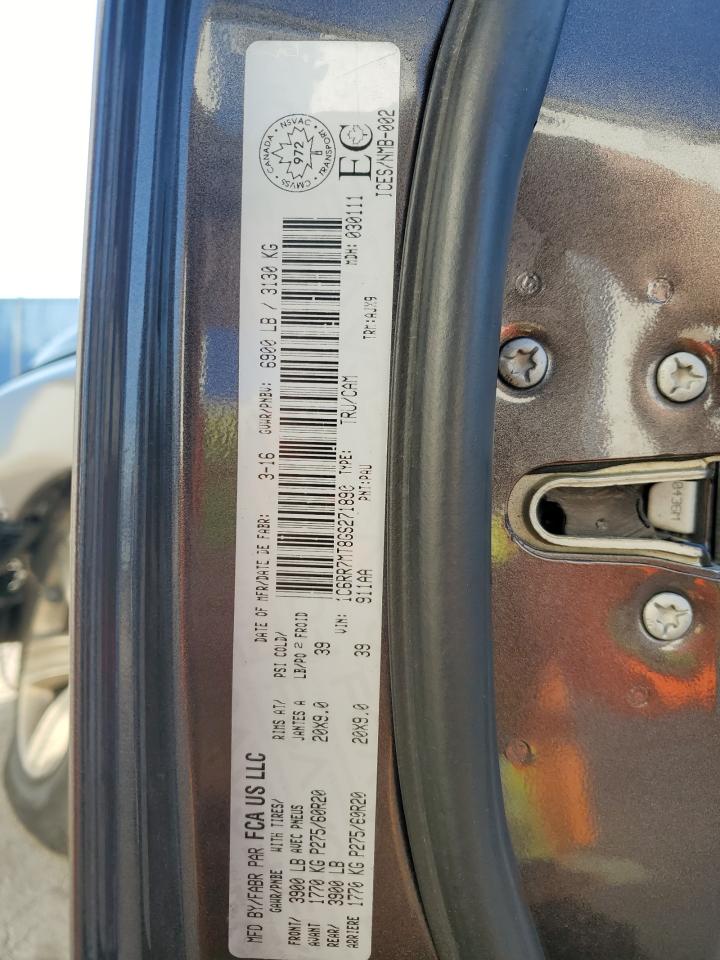 MFD BY/FABR PAR FCA US LLC
DATE OF MFR/DATE DE FABR: 3-16 GVWR/PNBV: 6900 LB / 3130 KG
GAWR/PNBE WITH TIRES/ RIMS AT/ PSI COLD/
FRONT/ 3900 LB AVEC PNEUS JANTES A LB/PO 2 FROID
AVANT 1770 KG P275/60R20 20X9.0 39
REAR/ 3900 LB
ARRIERE 1770 KG P275/60R20 20X9.0 39
VIN: 1C6RR7MT8GS271890 TYPE: TRU/CAM
911AA PNT:PAU TRM:AJX9
MDH: 030111
CANADA • NSVAC • TRANSPORT • CMVSS •
972
EC
ICES/NMB-002
0436M